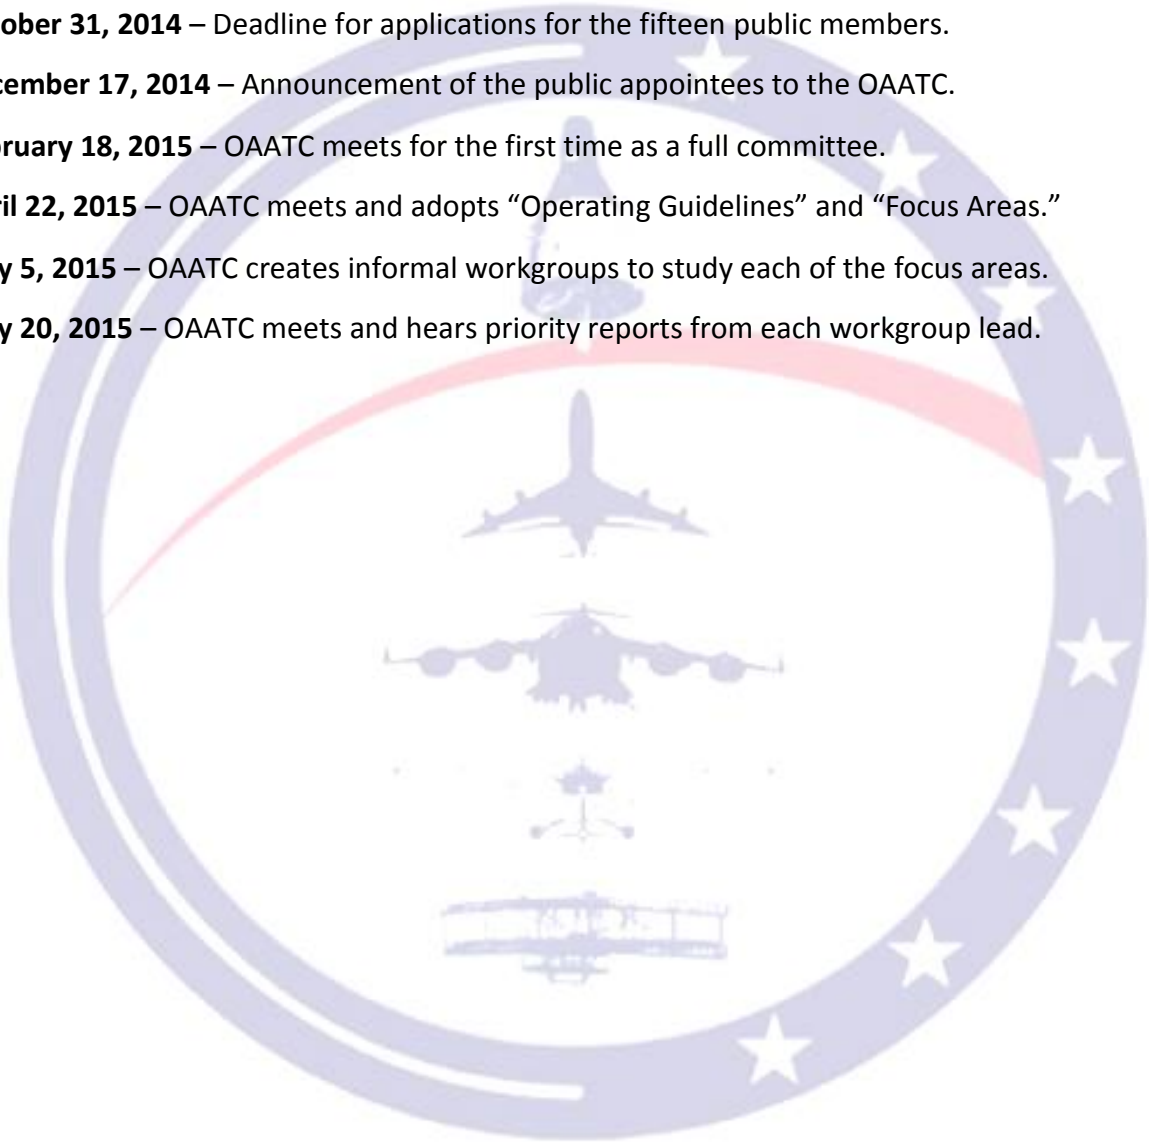 ober 31, 2014 – Deadline for applications for the fifteen public members.
cember 17, 2014 – Announcement of the public appointees to the OAATC.
ruary 18, 2015 – OAATC meets for the first time as a full committee.
ril 22, 2015 – OAATC meets and adopts “Operating Guidelines” and “Focus Areas.”
y 5, 2015 – OAATC creates informal workgroups to study each of the focus areas.
y 20, 2015 – OAATC meets and hears priority reports from each workgroup lead.